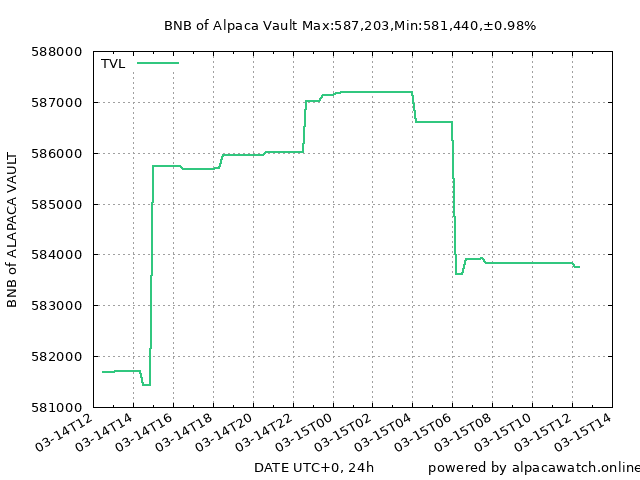 BNB of Alpaca Vault Max:587,203,Min:581,440,±0.98%
TVL
BNB of ALAPACA VAULT
588000
587000
586000
585000
584000
583000
582000
581000
03-14T12
03-14T14
03-14T16
03-14T18
03-14T20
03-14T22
03-15T00
03-15T02
03-15T04
03-15T06
03-15T08
03-15T10
03-15T12
03-15T14
DATE UTC+0, 24h
powered by alpacawatch.online